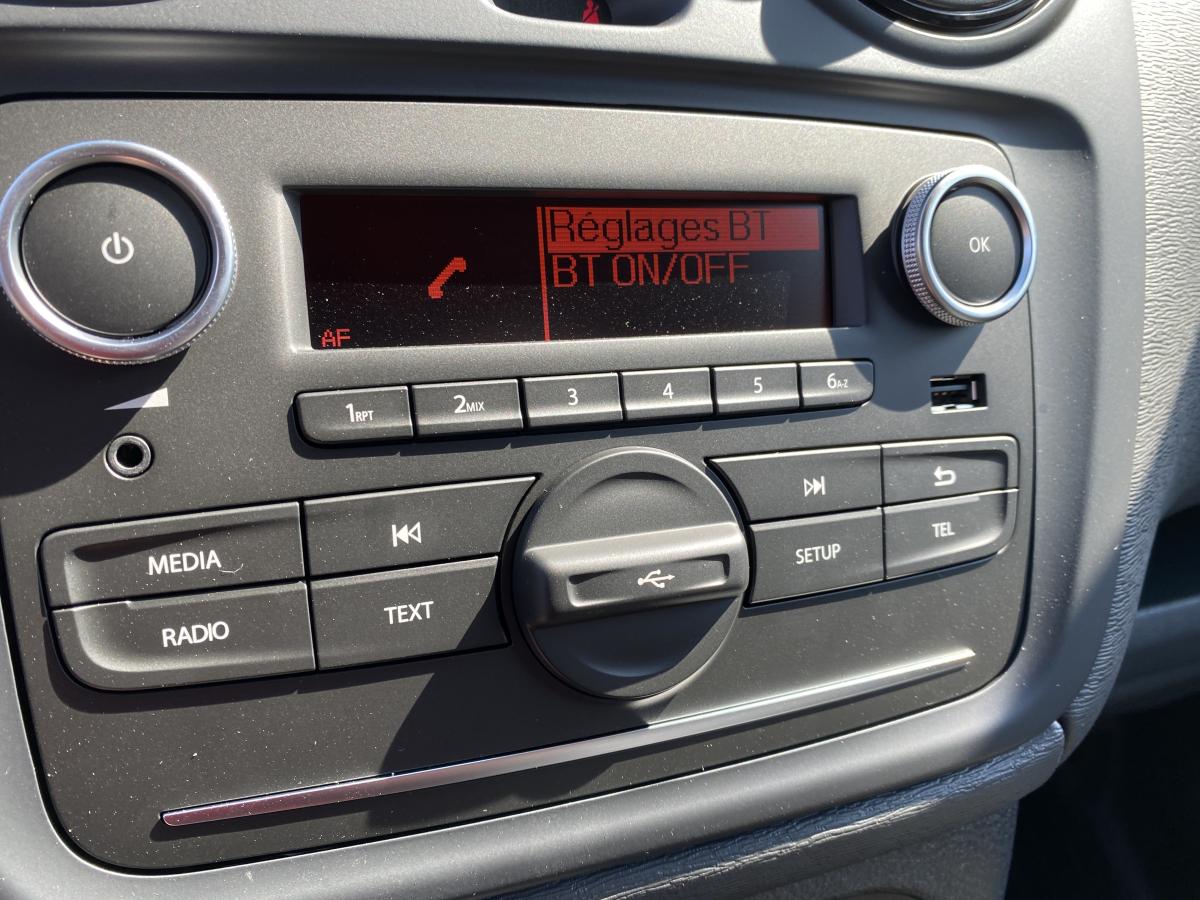 Réglages BT
BT ON/OFF
AF
OK
1RPT
2MIX
3
4
5
6A-Z
MEDIA
RADIO
TEXT
SETUP
TEL